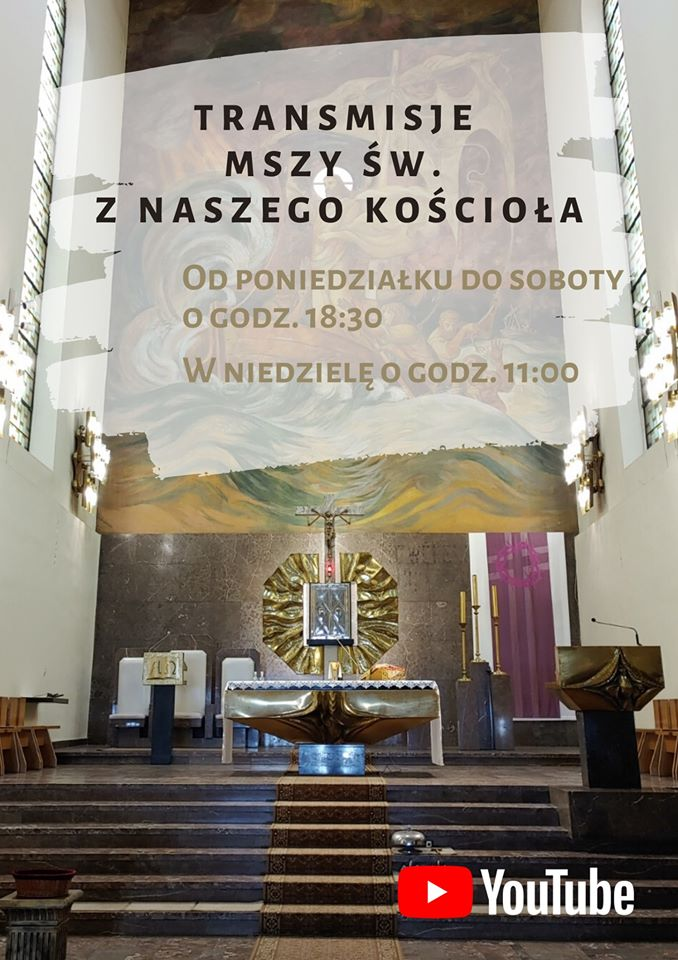 TRANSMISJE
MSZY ŚW.
Z NASZEGO KOŚCIOŁA
OD PONIEDZIAŁKU DO SOBOTY
O GODZ. 18:30
W NIEDZIELĘ O GODZ. 11:00
YouTube